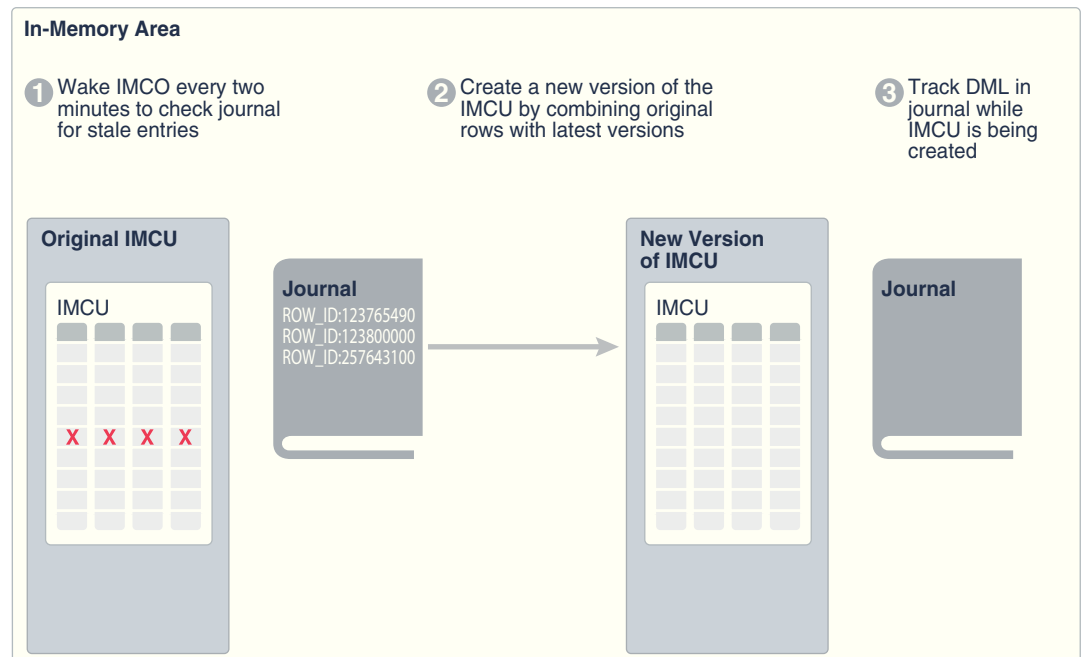 In-Memory Area
1 Wake IMCO every two
minutes to check journal
for stale entries
2 Create a new version of the
IMCU by combining original
rows with latest versions
3 Track DML in
journal while
IMCU is being
created
Original IMCU
IMCU
X X X X
Journal
ROW_ID:123765490
ROW_ID:123800000
ROW_ID:257643100
New Version
of IMCU
IMCU
Journal